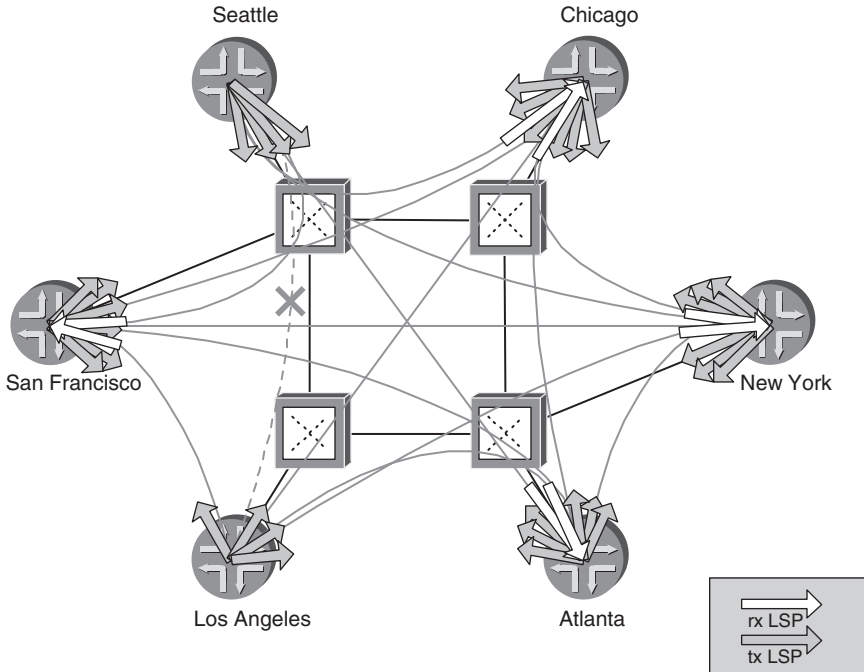 Seattle
Chicago
San Francisco
New York
Los Angeles
Atlanta
rx LSP
tx LSP